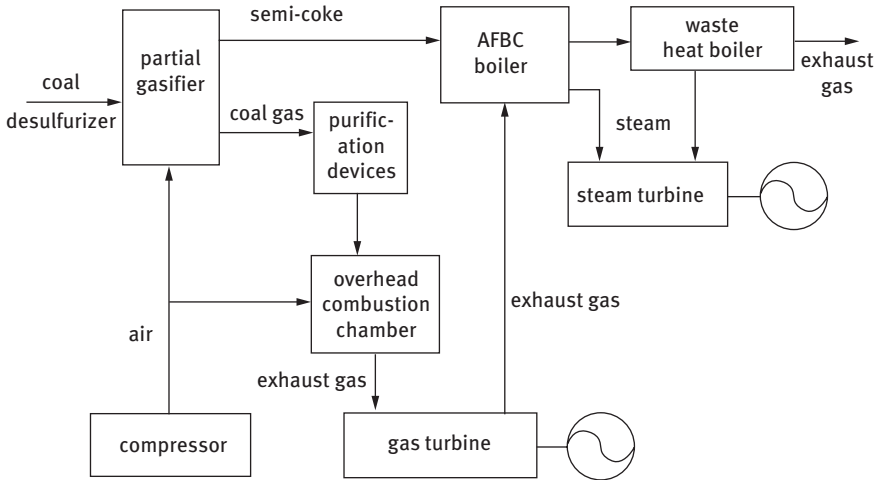 semi-coke
partial
gasifier
AFBC
boiler
waste
heat boiler
exhaust
gas
coal
desulfurizer
coal gas
purific-
ation
devices
steam
steam turbine
overhead
combustion
chamber
exhaust gas
air
exhaust gas
compressor
gas turbine